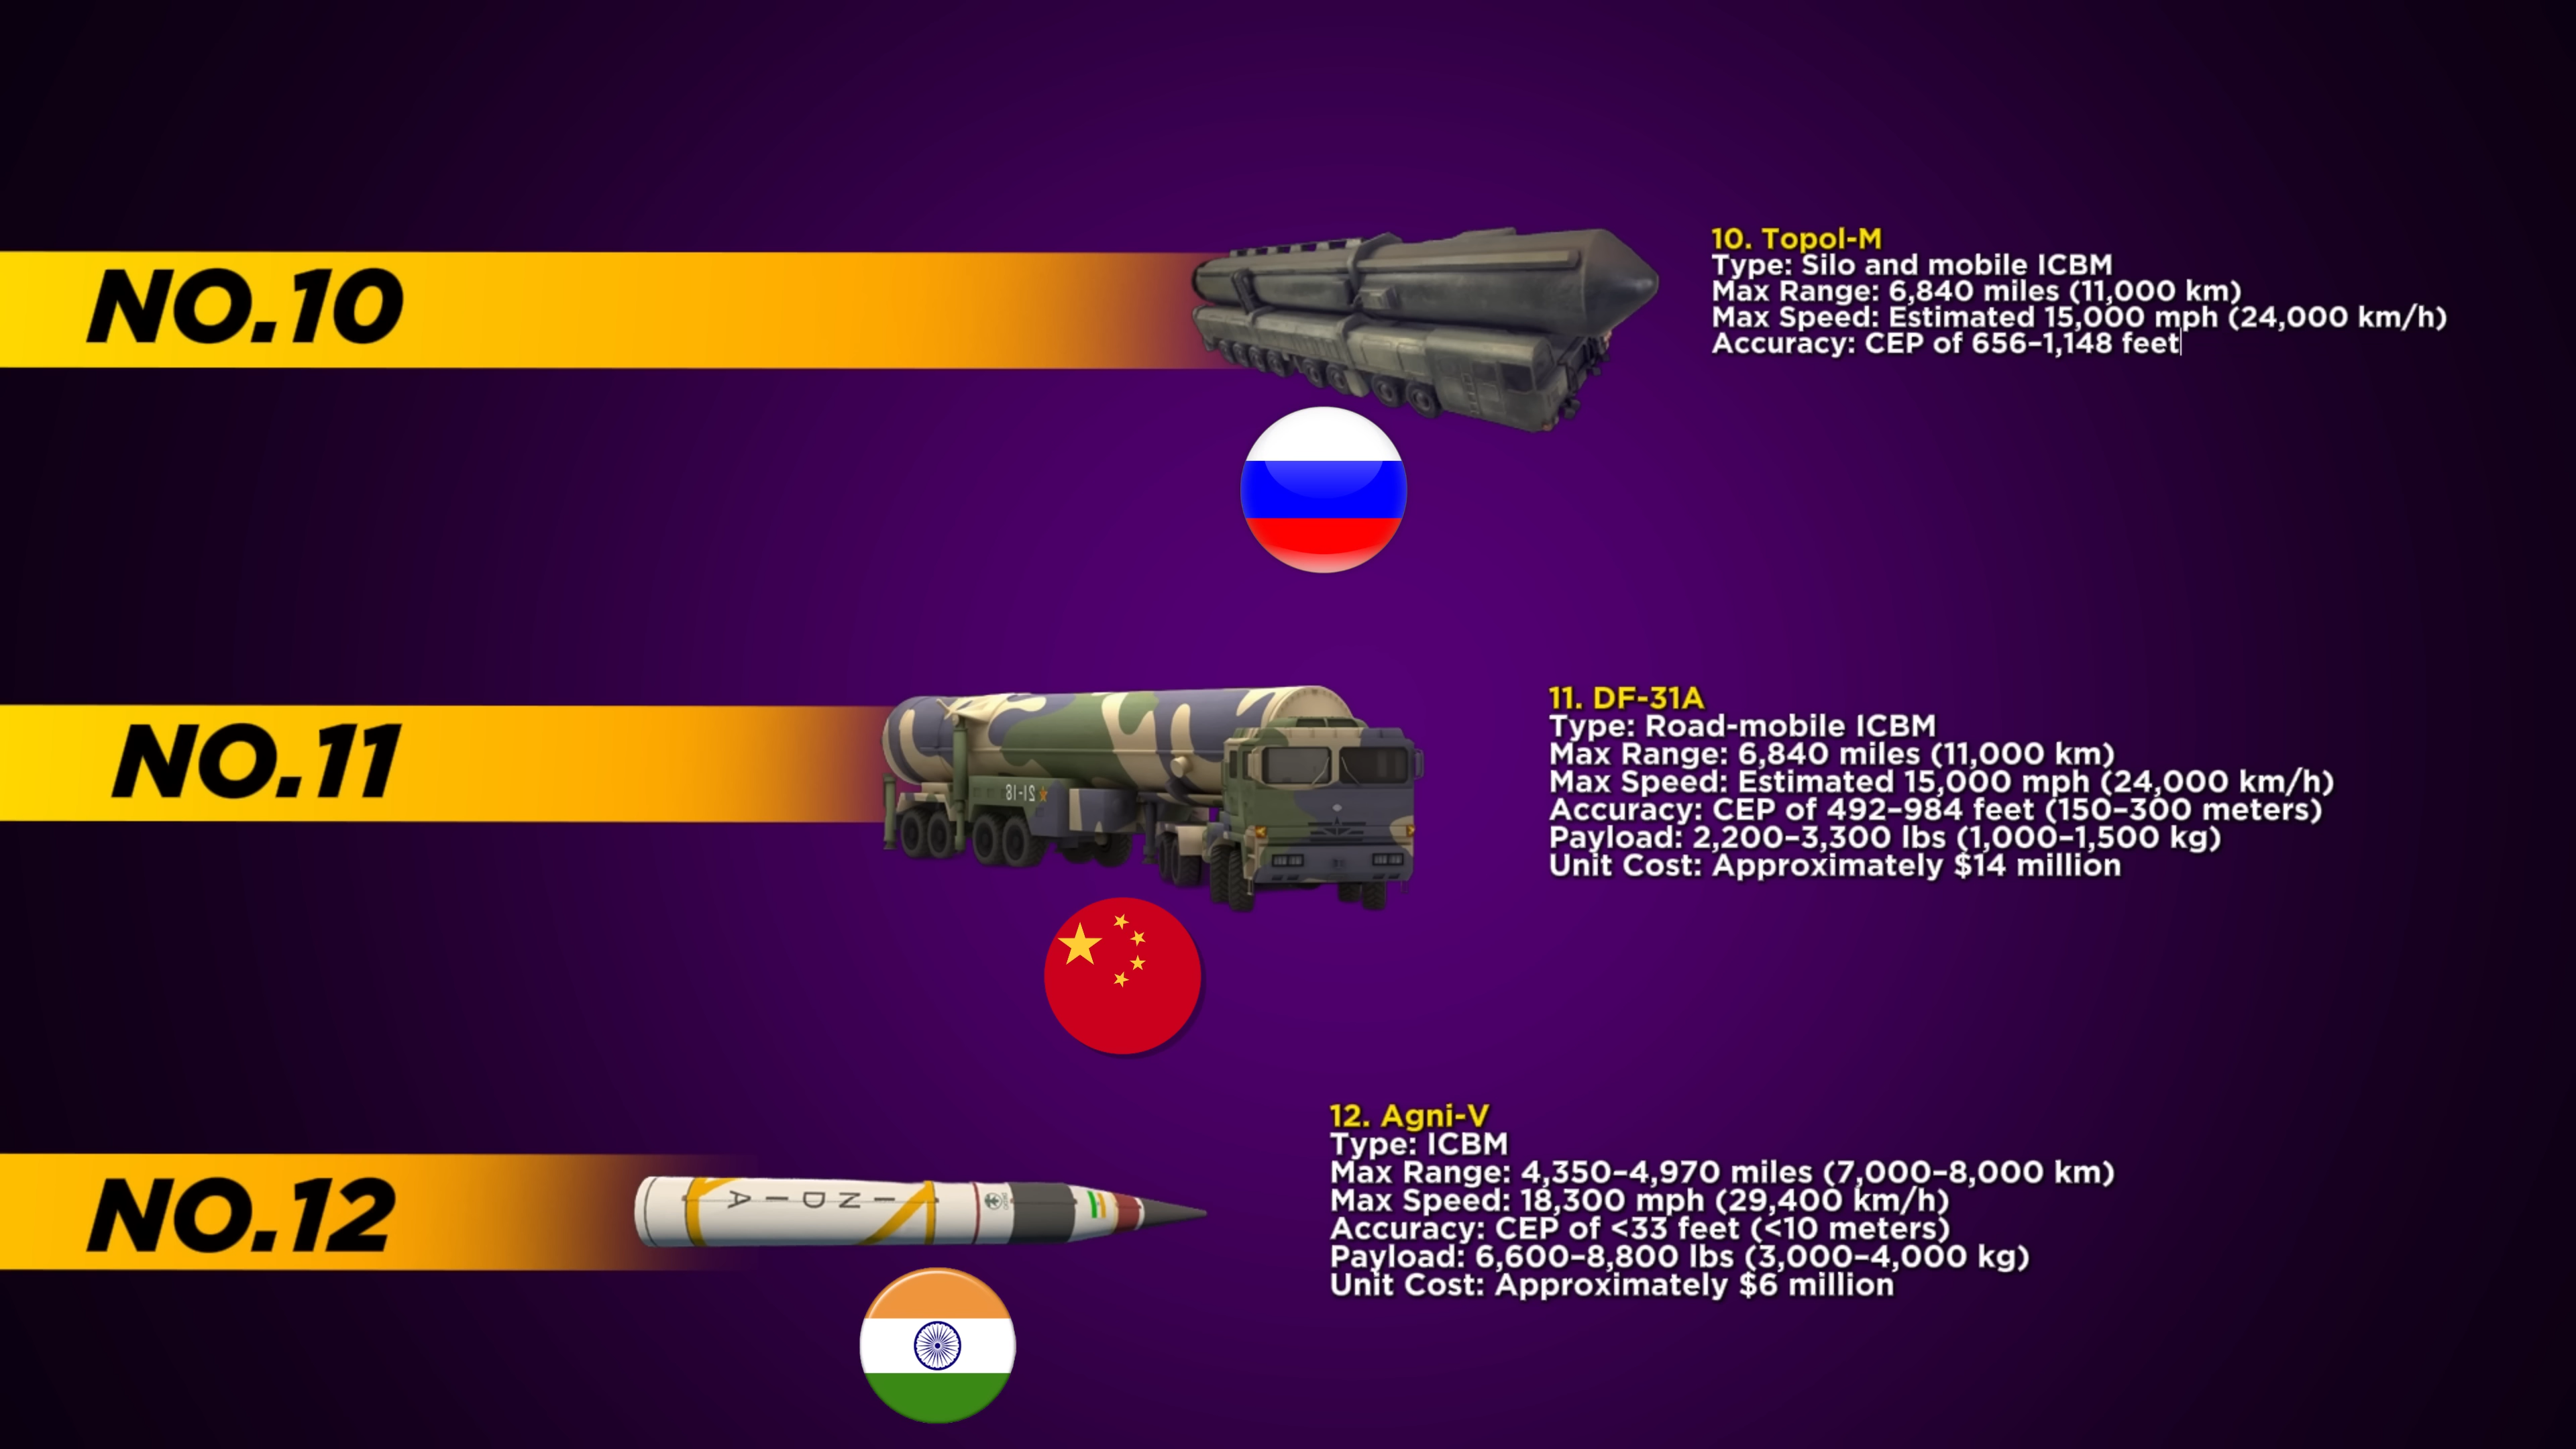 NO.10
10. Topol-M
Type: Silo and mobile ICBM
Max Range: 6,840 miles (11,000 km)
Max Speed: Estimated 15,000 mph (24,000 km/h)
Accuracy: CEP of 656–1,148 feet
NO.11
21-18
11. DF-31A
Type: Road-mobile ICBM
Max Range: 6,840 miles (11,000 km)
Max Speed: Estimated 15,000 mph (24,000 km/h)
Accuracy: CEP of 492–984 feet (150–300 meters)
Payload: 2,200–3,300 lbs (1,000–1,500 kg)
Unit Cost: Approximately $14 million
NO.12
INDIA
12. Agni-V
Type: ICBM
Max Range: 4,350–4,970 miles (7,000–8,000 km)
Max Speed: 18,300 mph (29,400 km/h)
Accuracy: CEP of <33 feet (<10 meters)
Payload: 6,600–8,800 lbs (3,000–4,000 kg)
Unit Cost: Approximately $6 million